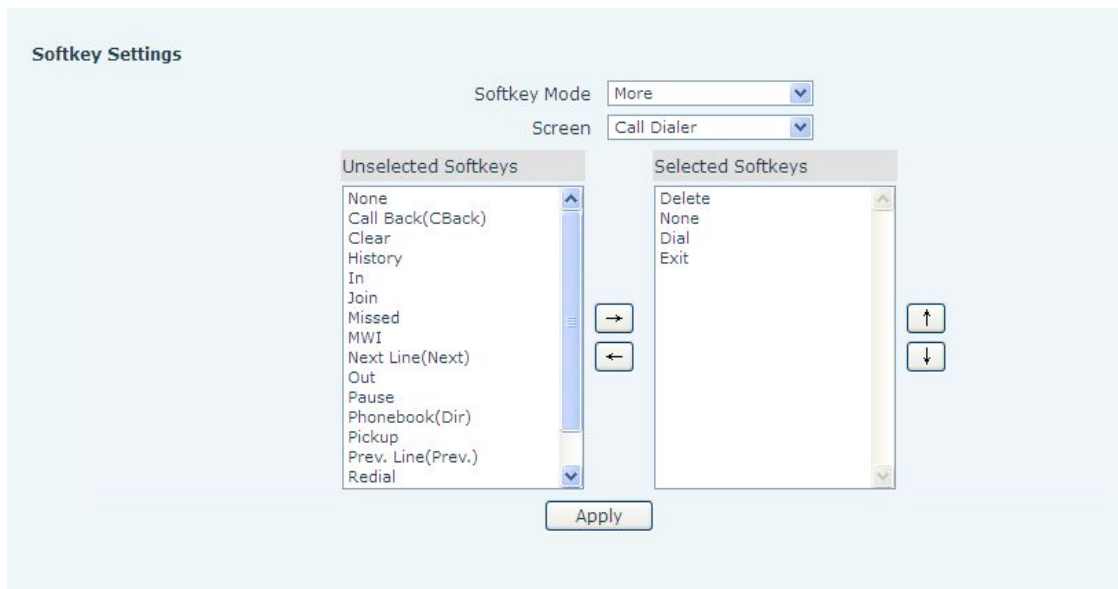 Softkey Settings
Softkey Mode More
Screen Call Dialer
Unselected Softkeys
None
Call Back(CBack)
Clear
History
In
Join
Missed
MWI
Next Line(Next)
Out
Pause
Phonebook(Dir)
Pickup
Prev. Line(Prev.)
Redial
→
←
Selected Softkeys
Delete
None
Dial
Exit
↑
↓
Apply